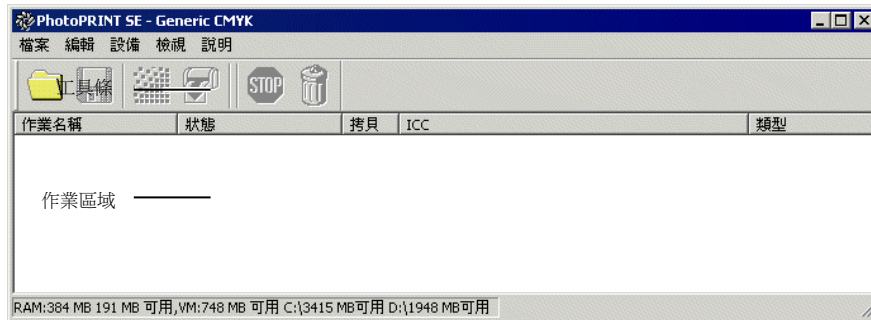 PhotoPRINT SE - Generic CMYK
檔案 編輯 設備 檢視 說明
工具條 STOP
作業名稱 狀態 拷貝 ICC 類型
作業區域
RAM:384 MB 191 MB 可用,VM:748 MB 可用 C:\3415 MB可用 D:\1948 MB可用